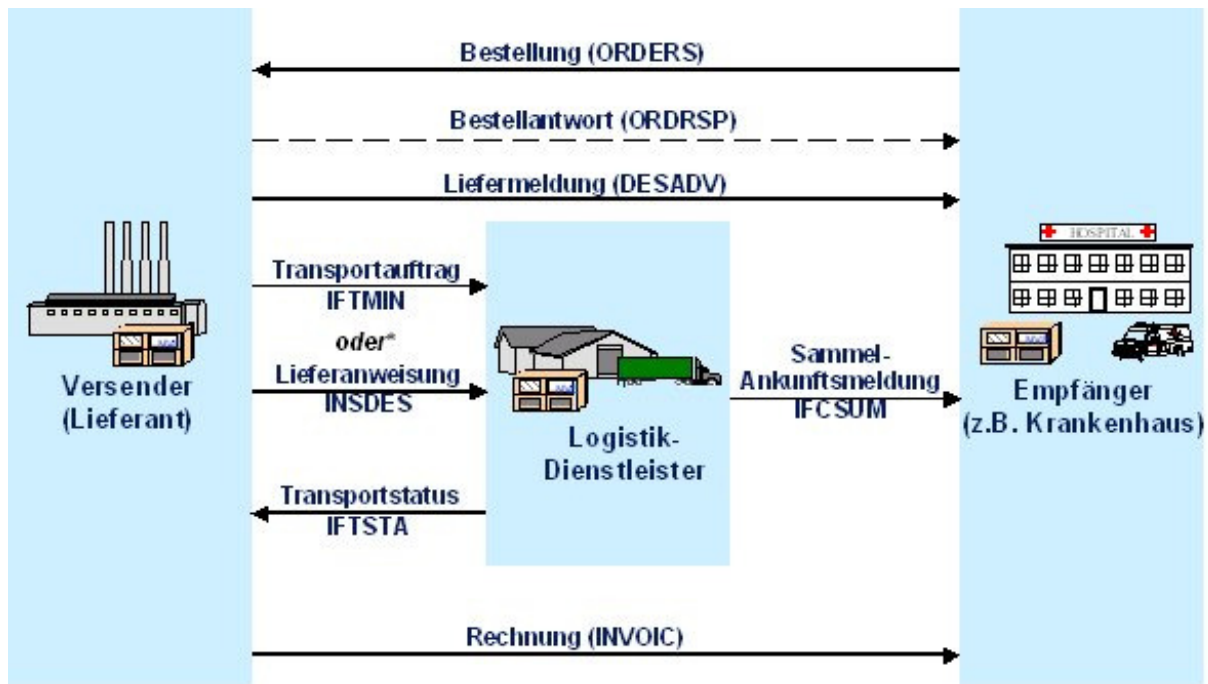 Bestellung (ORDERS)
Bestellantwort (ORDRSP)
Liefermeldung (DESADV)
HOSPITAL
Transportauftrag
IFTMIN
oder*
Lieferanweisung
INSDES
Versender
(Lieferant)
Sammel-
Ankunftsmeldung
IFCSUM
Empfänger
(z.B. Krankenhaus)
Logistik-
Dienstleister
Transportstatus
IFTSTA
Rechnung (INVOIC)